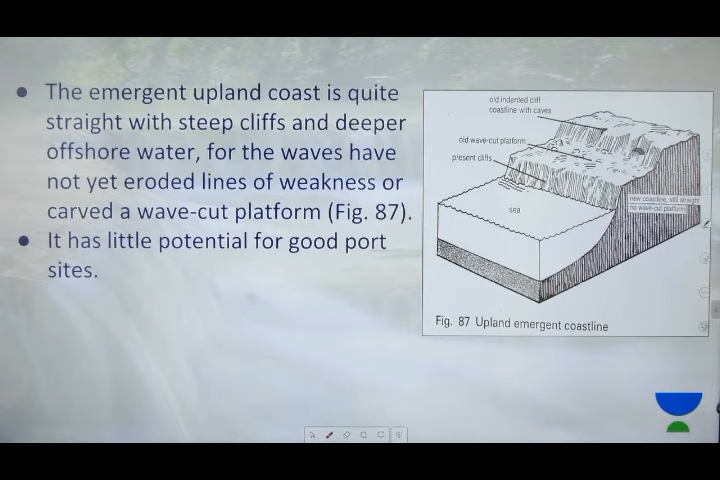 ● The emergent upland coast is quite
straight with steep cliffs and deeper
offshore water, for the waves have
not yet eroded lines of weakness or
carved a wave-cut platform (Fig. 87).
● It has little potential for good port
sites.
old indented cliff
coastline with caves
old wave-cut platform
present cliffs
sea
new coastline, still straight
no wave-cut platform
Fig. 87 Upland emergent coastline